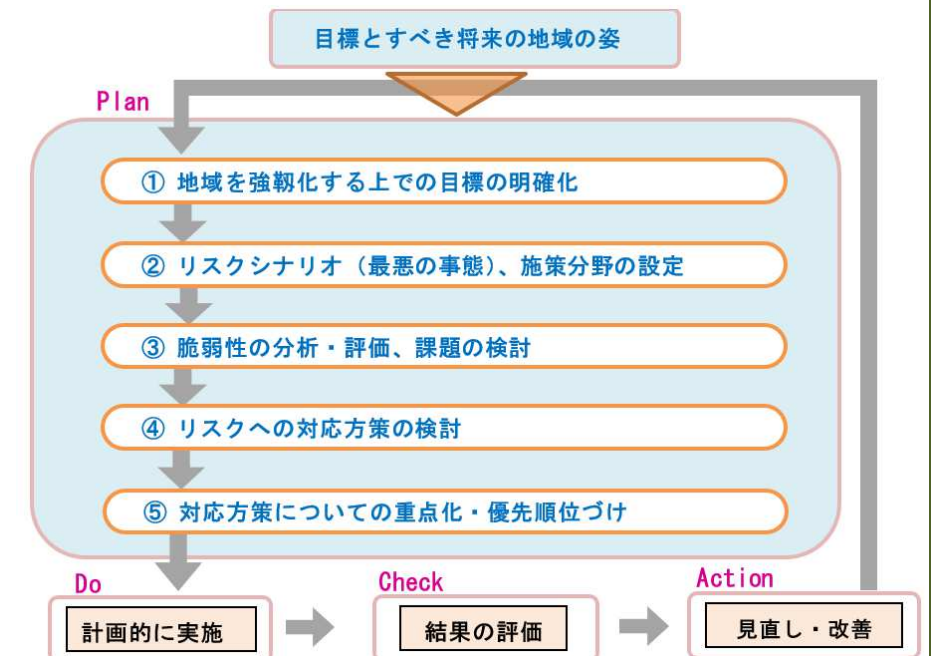 目標とすべき将来の地域の姿
Plan
① 地域を強靱化する上での目標の明確化
② リスクシナリオ（最悪の事態）、施策分野の設定
③ 脆弱性の分析・評価、課題の検討
④ リスクへの対応方策の検討
⑤ 対応方策についての重点化・優先順位づけ
Do
計画的に実施
Check
結果の評価
Action
見直し・改善